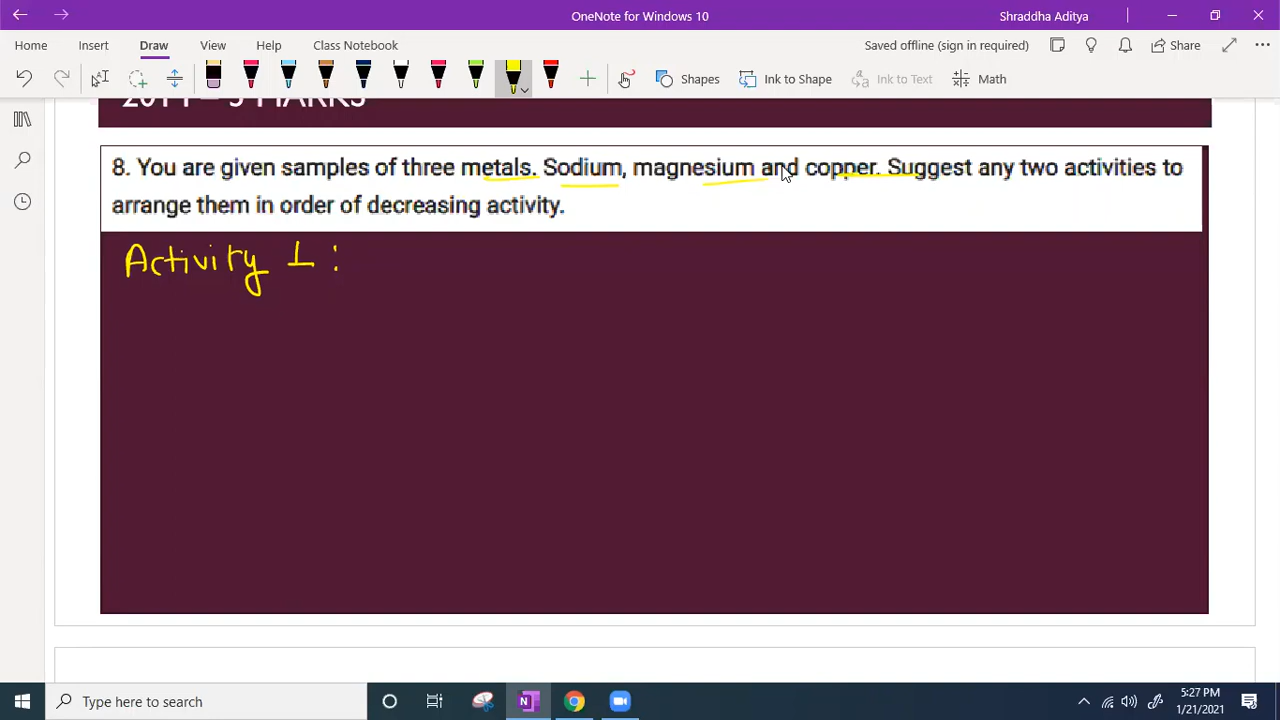 OneNote for Windows 10
Shraddha Aditya
Home Insert Draw View Help Class Notebook
Saved offline (sign in required) Share
Shapes Ink to Shape Ink to Text Math
8. You are given samples of three metals. Sodium, magnesium and copper. Suggest any two activities to
arrange them in order of decreasing activity.
Activity 1 :
Type here to search
5:27 PM
1/21/2021